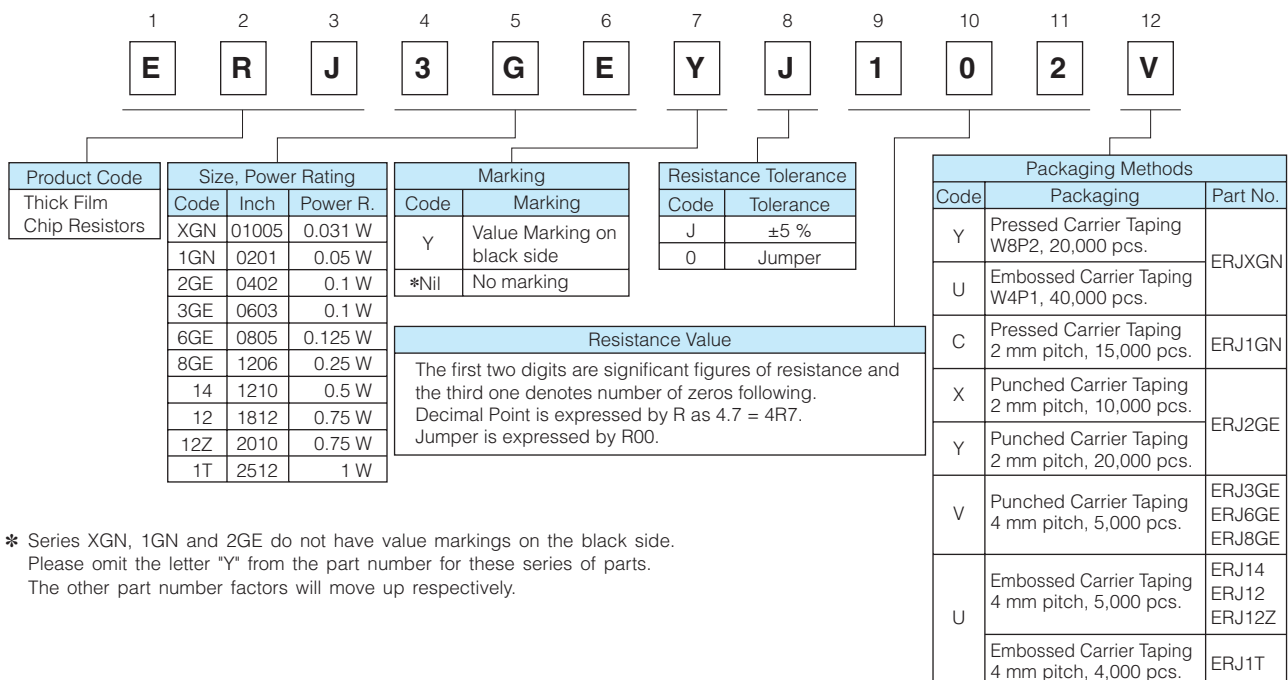 1 2 3 4 5 6 7 8 9 10 11 12
E R J 3 G E Y J 1 0 2 V
Product Code
Thick Film
Chip Resistors
Size, Power Rating
Code Inch Power R.
XGN 01005 0.031 W
1GN 0201 0.05 W
2GE 0402 0.1 W
3GE 0603 0.1 W
6GE 0805 0.125 W
8GE 1206 0.25 W
14 1210 0.5 W
12 1812 0.75 W
12Z 2010 0.75 W
1T 2512 1 W
Marking
Code Marking
Y Value Marking on
black side
✻Nil No marking
Resistance Tolerance
Code Tolerance
J ±5 %
0 Jumper
Resistance Value
The first two digits are significant figures of resistance and
the third one denotes number of zeros following.
Decimal Point is expressed by R as 4.7 = 4R7.
Jumper is expressed by R00.
Packaging Methods
Code Packaging Part No.
Y Pressed Carrier Taping
W8P2, 20,000 pcs.
ERJXGN
U Embossed Carrier Taping
W4P1, 40,000 pcs.
C Pressed Carrier Taping
2 mm pitch, 15,000 pcs. ERJ1GN
X Punched Carrier Taping
2 mm pitch, 10,000 pcs.
ERJ2GE
Y Punched Carrier Taping
2 mm pitch, 20,000 pcs.
V Punched Carrier Taping
4 mm pitch, 5,000 pcs.
ERJ3GE
ERJ6GE
ERJ8GE
U Embossed Carrier Taping
4 mm pitch, 5,000 pcs.
ERJ14
ERJ12
ERJ12Z
Embossed Carrier Taping
4 mm pitch, 4,000 pcs. ERJ1T
✻ Series XGN, 1GN and 2GE do not have value markings on the black side.
Please omit the letter "Y" from the part number for these series of parts.
The other part number factors will move up respectively.